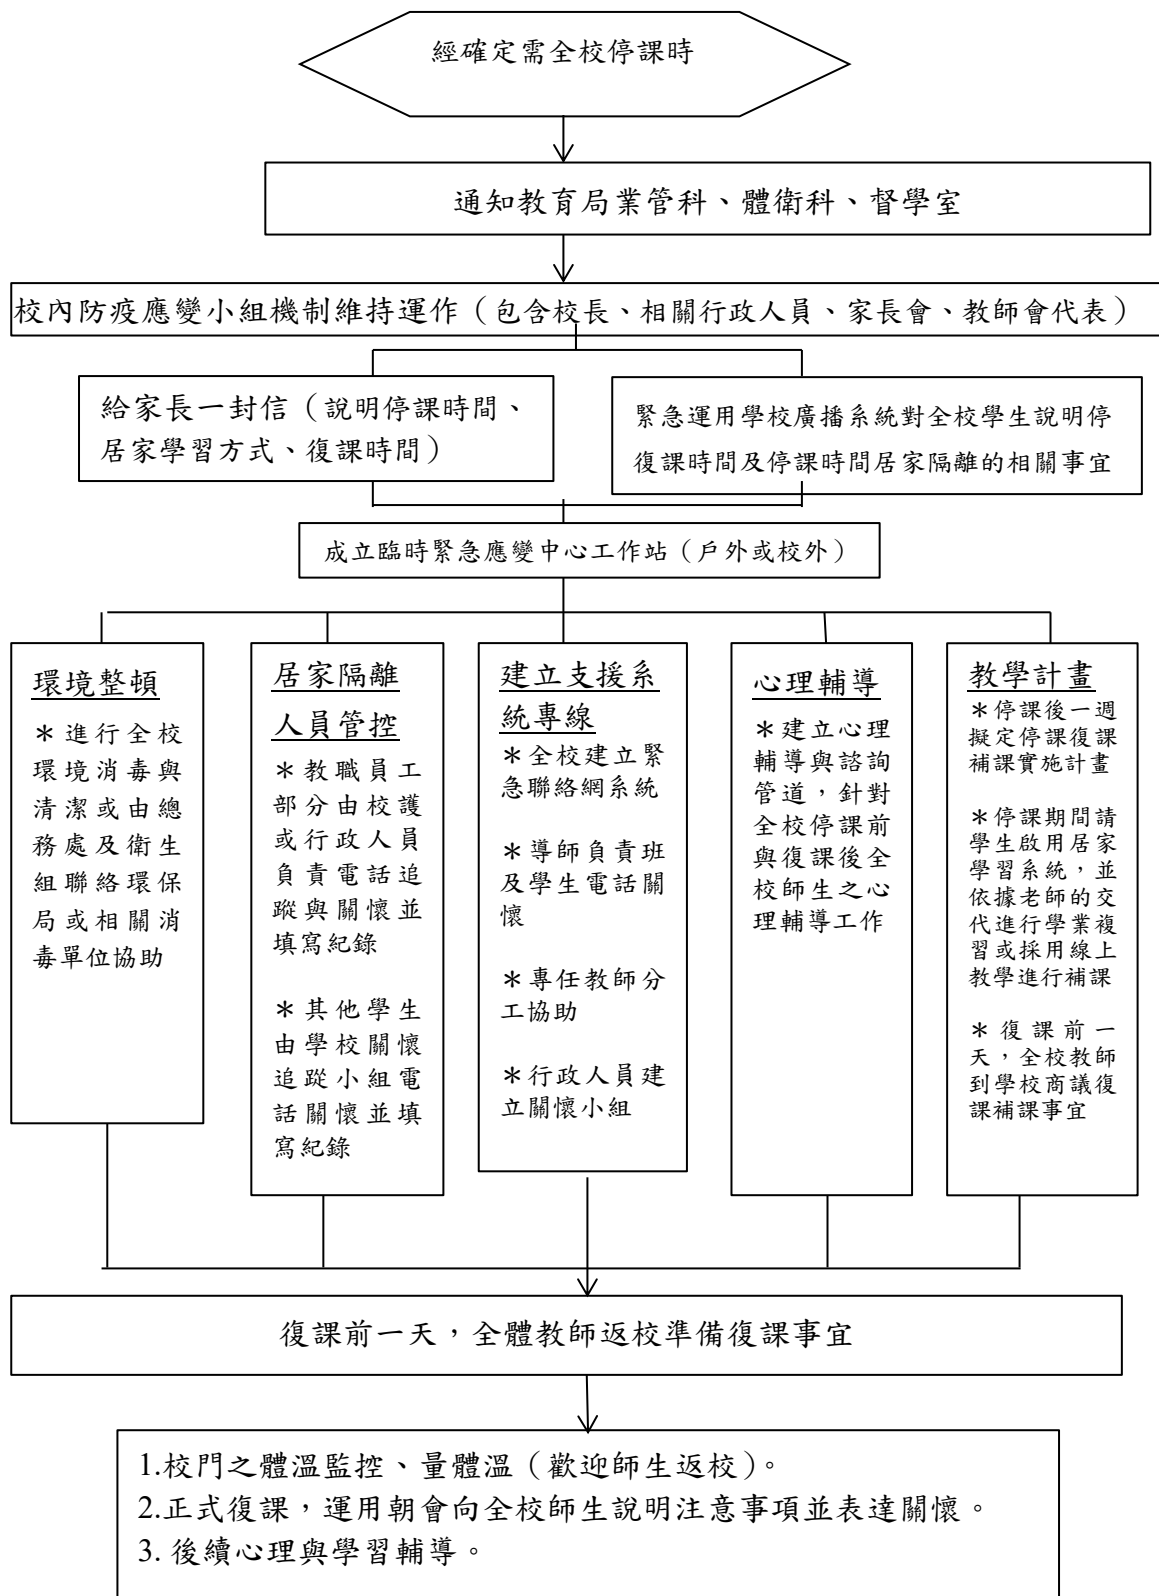 經確定需全校停課時
通知教育局業管科、體衛科、督學室
校內防疫應變小組機制維持運作（包含校長、相關行政人員、家長會、教師會代表）
給家長一封信（說明停課時間、
居家學習方式、復課時間）
緊急運用學校廣播系統對全校學生說明停
復課時間及停課時間居家隔離的相關事宜
成立臨時緊急應變中心工作站（戶外或校外）
環境整頓
＊進行全校
環境消毒與
清潔或由總
務處及衛生
組聯絡環保
局或相關消
毒單位協助
居家隔離
人員管控
＊教職員工
部分由校護
或行政人員
負責電話追
蹤與關懷並
填寫紀錄
＊其他學生
由學校關懷
追蹤小組電
話關懷並填
寫紀錄
建立支援系
統專線
＊全校建立緊
急聯絡網系統
＊導師負責班
及學生電話關
懷
＊專任教師分
工協助
＊行政人員建
立關懷小組
心理輔導
＊建立心理
輔導與諮詢
管道，針對
全校停課前
與復課後全
校師生之心
理輔導工作
教學計畫
＊停課後一週
擬定停課復課
補課實施計畫
＊停課期間請
學生啟用居家
學習系統，並
依據老師的交
代進行學業複
習或採用線上
教學進行補課
＊復課前一
天，全校教師
到學校商議復
課補課事宜
復課前一天，全體教師返校準備復課事宜
1.校門之體溫監控、量體溫（歡迎師生返校）。
2.正式復課，運用朝會向全校師生說明注意事項並表達關懷。
3. 後續心理與學習輔導。